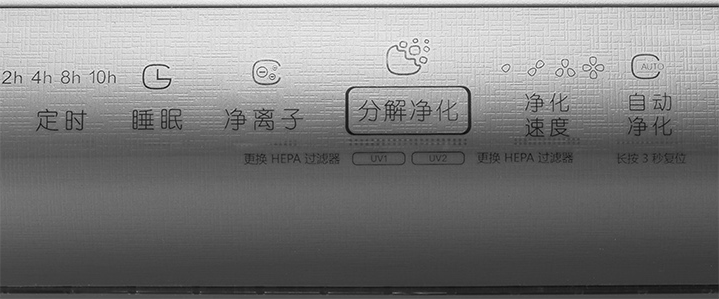 2h 4h 8h 10h
AUTO
定时 睡眠 净离子 分解净化 净化速度 自动净化
更换 HEPA 过滤器 UV1 UV2 更换 HEPA 过滤器 长按 3 秒复位